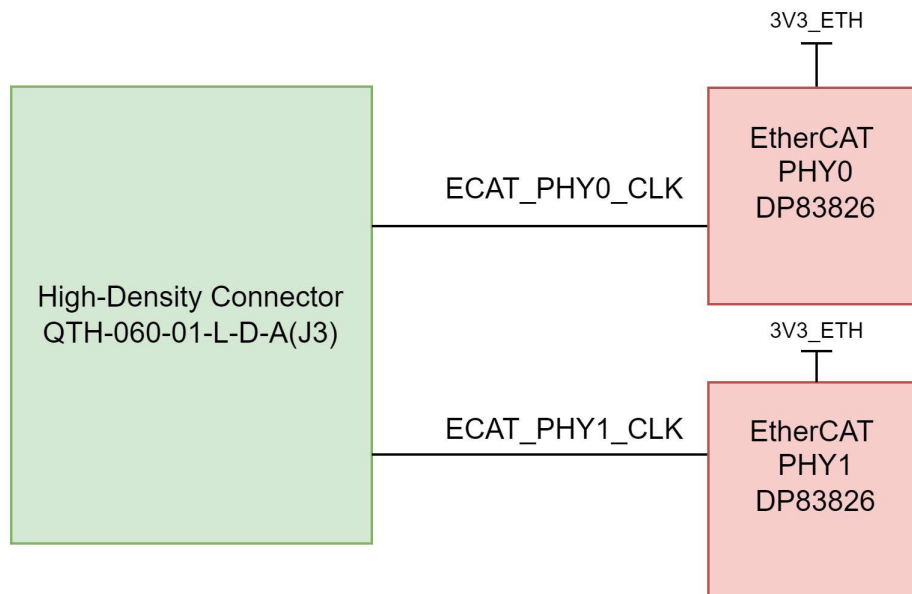 3V3_ETH
EtherCAT
PHY0
DP83826
ECAT_PHY0_CLK
High-Density Connector
QTH-060-01-L-D-A(J3)
3V3_ETH
ECAT_PHY1_CLK
EtherCAT
PHY1
DP83826